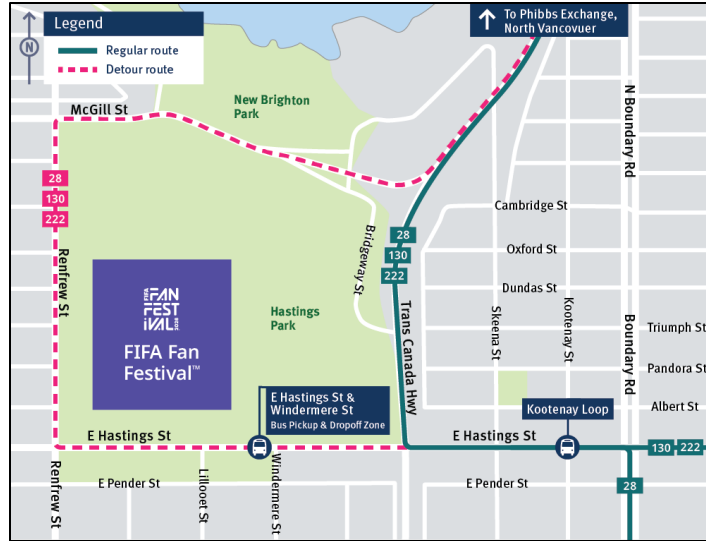 Legend
N
Regular route
Detour route
To Phibbs Exchange,
North Vancovuer
McGill St
New Brighton
Park
N Boundary Rd
28
130
222
Cambridge St
28
130
222
Bridgeway St
Oxford St
Renfrew St
Dundas St
FIFA
FAN
FEST
iVAL
2026
FIFA Fan
Festival™
Hastings
Park
Trans Canada Hwy
Skeena St
Kootenay St
Boundary Rd
Triumph St
Pandora St
E Hastings St &
Windermere St
Bus Pickup & Dropoff Zone
Kootenay Loop
Albert St
E Hastings St
E Hastings St
130
222
Renfrew St
E Pender St
Lillooet St
Windermere St
E Pender St
28